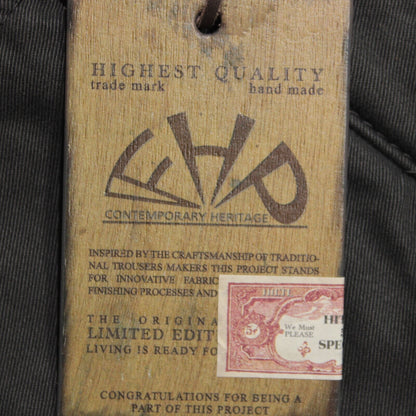 HIGHEST QUALITY
trade mark hand made
FHP
CONTEMPORARY HERITAGE
INSPIRED BY THE CRAFTSMANSHIP OF TRADITIO-
NAL TROUSERS MAKERS THIS PROJECT STANDS
FOR INNOVATIVE FABRIC
FINISHING PROCESSES AND
THE ORIGINA
LIMITED EDIT
LIVING IS READY FO
We Must
PLEASE
HI
SPE
CONGRATULATIONS FOR BEING A
PART OF THIS PROJECT